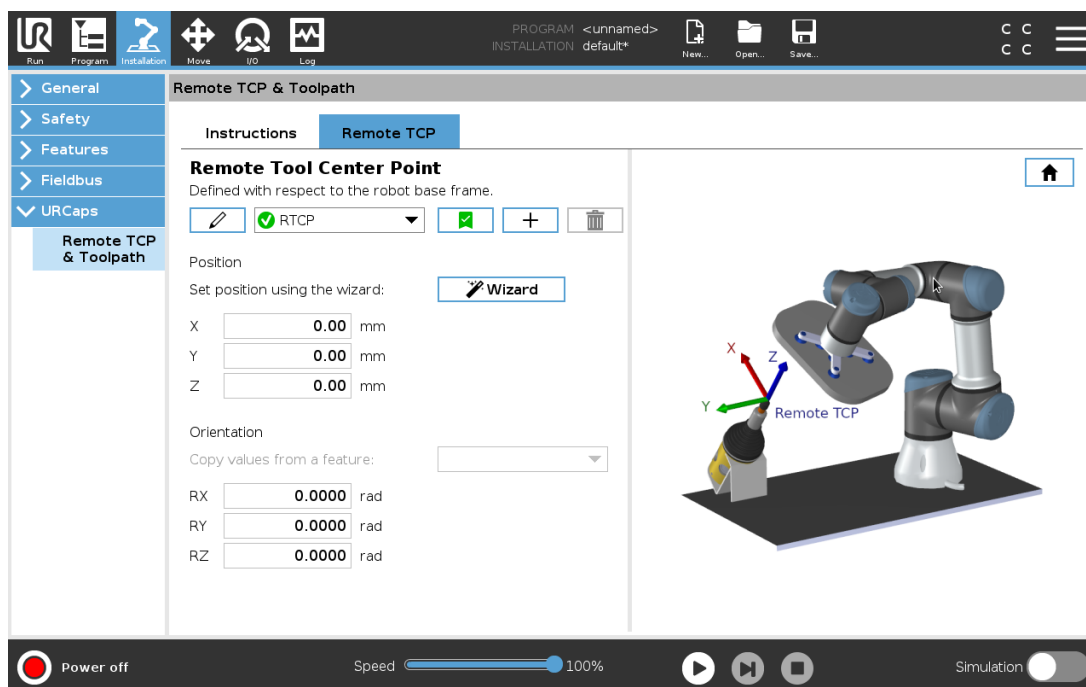 PROGRAM <unnamed>
INSTALLATION default*
UR
Run
Program
Installation
Move
I/O
Log
New...
Open...
Save...
C C
C C
General
Safety
Features
Fieldbus
URCaps
Remote TCP
& Toolpath
Remote TCP & Toolpath
Instructions
Remote TCP
Remote Tool Center Point
Defined with respect to the robot base frame.
RTCP
Position
Set position using the wizard:
Wizard
X 0.00 mm
Y 0.00 mm
Z 0.00 mm
Orientation
Copy values from a feature:
RX 0.0000 rad
RY 0.0000 rad
RZ 0.0000 rad
X
Z
Y
Remote TCP
Power off
Speed
100%
Simulation